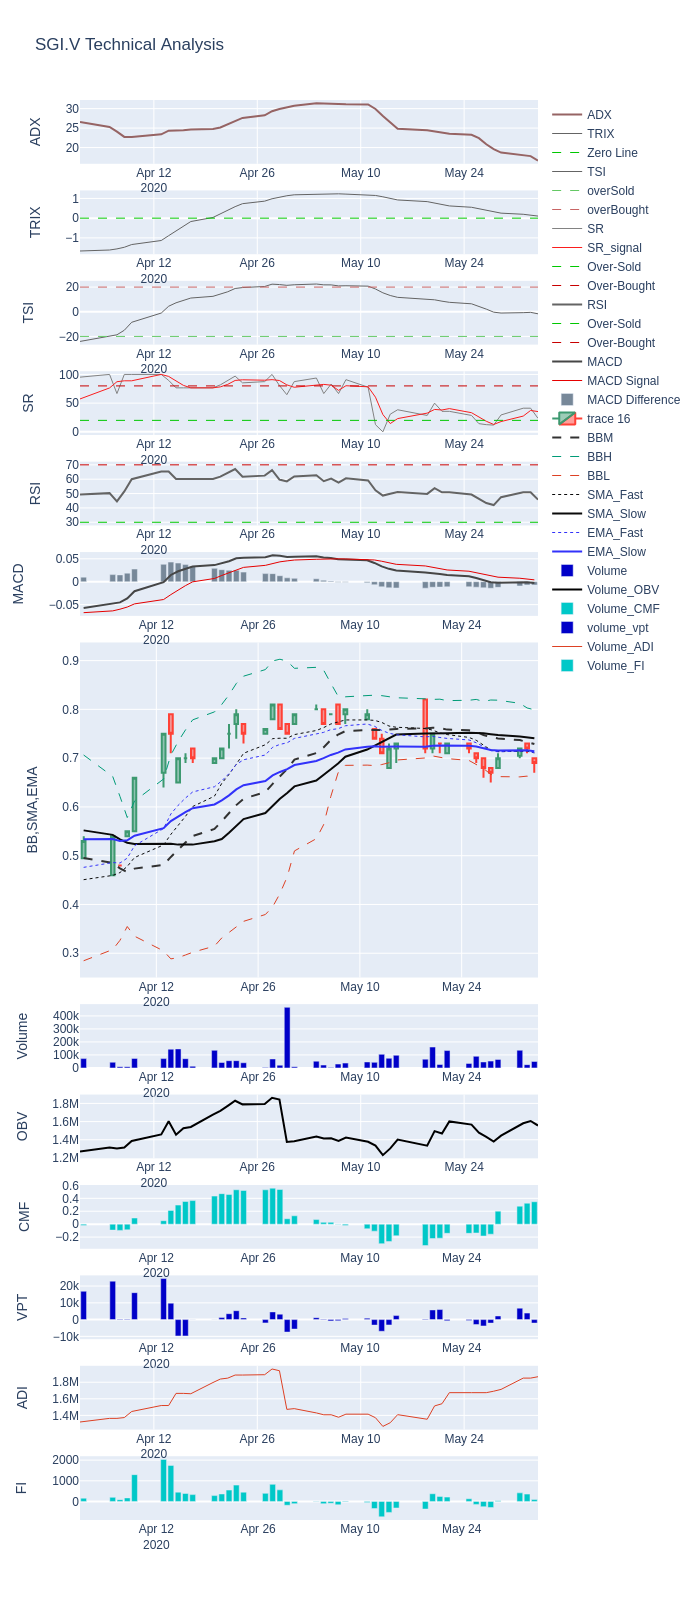 SGI.V Technical Analysis
ADX
30
25
20
Apr 12
2020
Apr 26
May 10
May 24
TRIX
1
0
−1
Apr 12
2020
Apr 26
May 10
May 24
TSI
20
0
−20
Apr 12
2020
Apr 26
May 10
May 24
SR
100
50
0
Apr 12
2020
Apr 26
May 10
May 24
RSI
70
60
50
40
30
Apr 12
2020
Apr 26
May 10
May 24
MACD
0.05
0
−0.05
Apr 12
2020
Apr 26
May 10
May 24
BB,SMA,EMA
0.9
0.8
0.7
0.6
0.5
0.4
0.3
Apr 12
2020
Apr 26
May 10
May 24
Volume
400k
300k
200k
100k
0
Apr 12
2020
Apr 26
May 10
May 24
OBV
1.8M
1.6M
1.4M
1.2M
Apr 12
2020
Apr 26
May 10
May 24
CMF
0.6
0.4
0.2
0
−0.2
Apr 12
2020
Apr 26
May 10
May 24
VPT
20k
10k
0
−10k
Apr 12
2020
Apr 26
May 10
May 24
ADI
1.8M
1.6M
1.4M
Apr 12
2020
Apr 26
May 10
May 24
FI
2000
1000
0
Apr 12
2020
Apr 26
May 10
May 24
ADX
TRIX
Zero Line
TSI
overSold
overBought
SR
SR_signal
Over-Sold
Over-Bought
RSI
Over-Sold
Over-Bought
MACD
MACD Signal
MACD Difference
trace 16
BBM
BBH
BBL
SMA_Fast
SMA_Slow
EMA_Fast
EMA_Slow
Volume
Volume_OBV
Volume_CMF
volume_vpt
Volume_ADI
Volume_FI